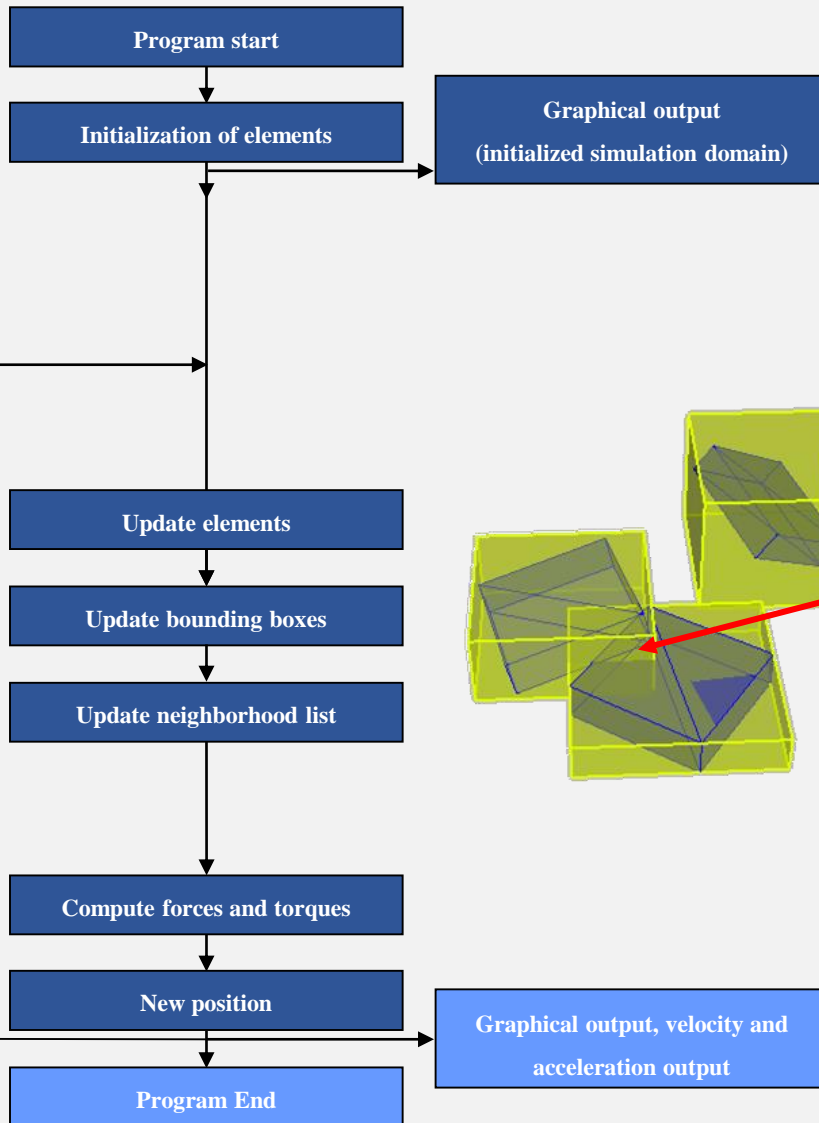 Program start
Initialization of elements
Graphical output
(initialized simulation domain)
Update elements
Update bounding boxes
Update neighborhood list
Compute forces and torques
New position
Graphical output, velocity and
acceleration output
Program End